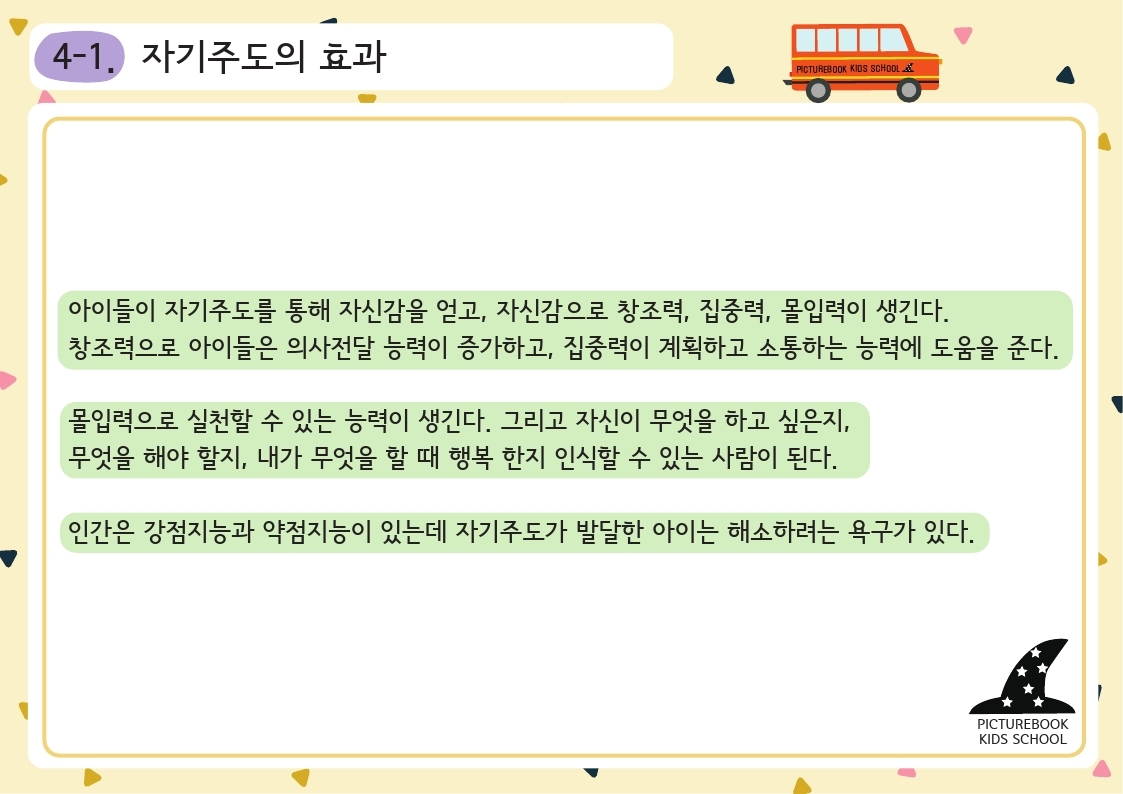 4-1. 자기주도의 효과
PICTUREBOOK KIDS SCHOOL
아이들이 자기주도를 통해 자신감을 얻고, 자신감으로 창조력, 집중력, 몰입력이 생긴다.
창조력으로 아이들은 의사전달 능력이 증가하고, 집중력이 계획하고 소통하는 능력에 도움을 준다.
몰입력으로 실천할 수 있는 능력이 생긴다. 그리고 자신이 무엇을 하고 싶은지,
무엇을 해야 할지, 내가 무엇을 할 때 행복 한지 인식할 수 있는 사람이 된다.
인간은 강점지능과 약점지능이 있는데 자기주도가 발달한 아이는 해소하려는 욕구가 있다.
PICTUREBOOK
KIDS SCHOOL